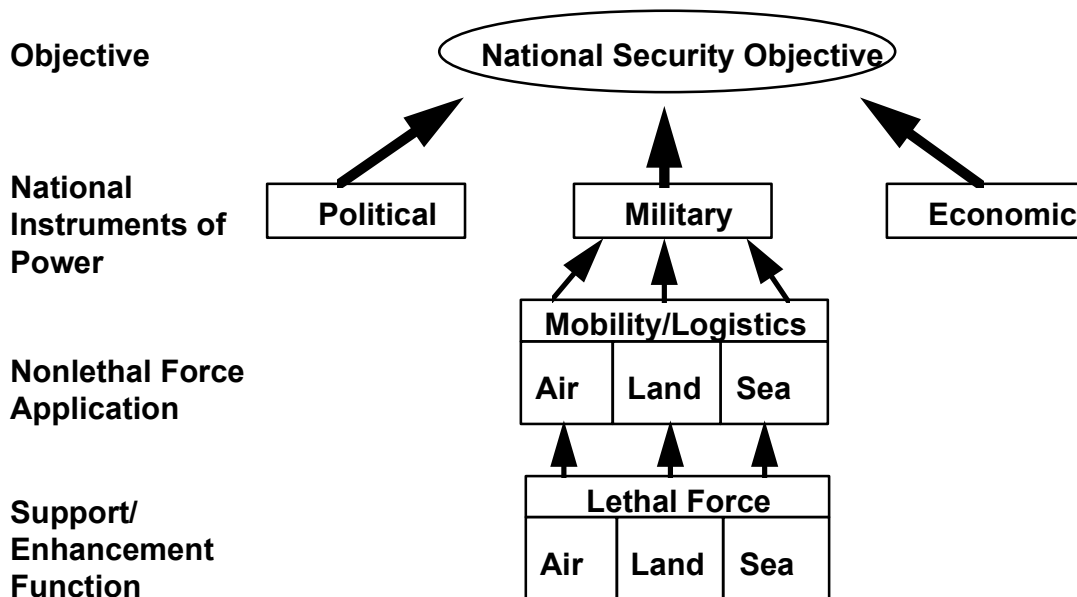 Objective
National Security Objective
National
Instruments of
Power
Political
Military
Economic
Nonlethal Force
Application
Mobility/Logistics
Air
Land
Sea
Support/
Enhancement
Function
Lethal Force
Air
Land
Sea